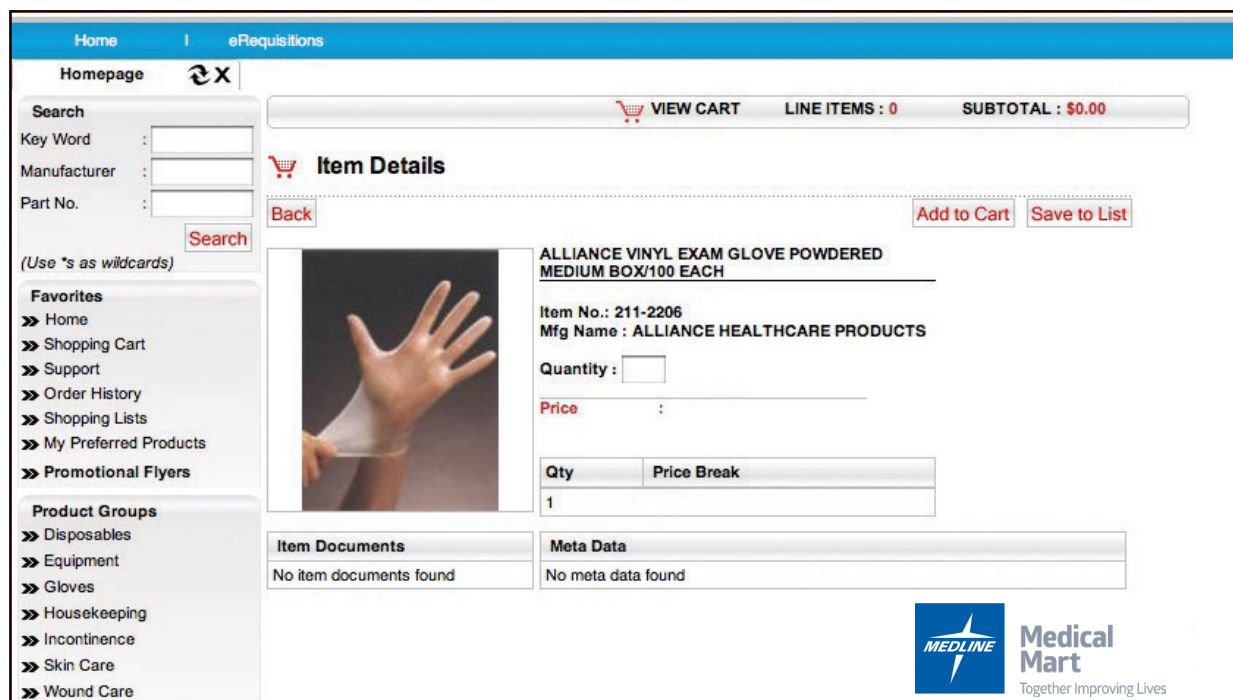 Home | eRequisitions
Homepage X
VIEW CART LINE ITEMS : 0 SUBTOTAL : $0.00
Search
Key Word :
Manufacturer :
Part No. :
Search
(Use *s as wildcards)
Favorites
Home
Shopping Cart
Support
Order History
Shopping Lists
My Preferred Products
Promotional Flyers
Product Groups
Disposables
Equipment
Gloves
Housekeeping
Incontinence
Skin Care
Wound Care
Item Details
Back Add to Cart Save to List
ALLIANCE VINYL EXAM GLOVE POWDERED
MEDIUM BOX/100 EACH
Item No.: 211-2206
Mfg Name : ALLIANCE HEALTHCARE PRODUCTS
Quantity :
Price :
Qty Price Break
1
Item Documents Meta Data
No item documents found No meta data found
MEDLINE
Medical
Mart
Together Improving Lives